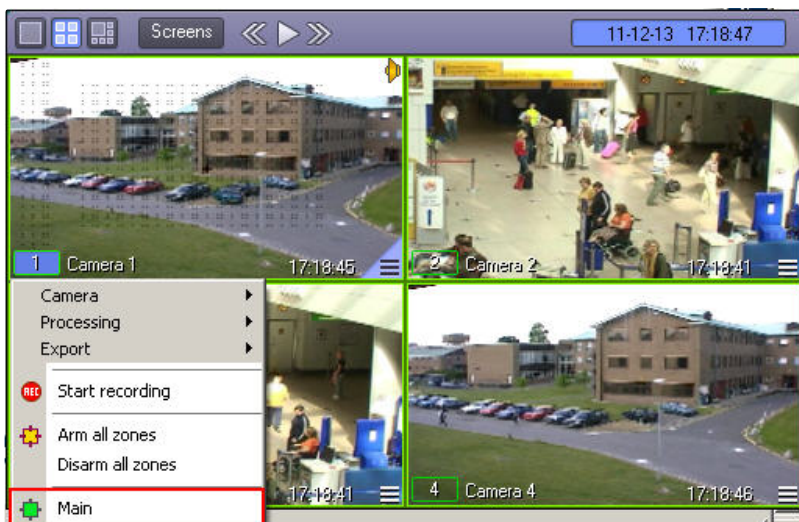 Screens
11-12-13 17:18:47
1 Camera 1 17:18:45
2 Camera 2 17:18:41
Camera
Processing
Export
REC Start recording
Arm all zones
Disarm all zones
Main
17:18:41
4 Camera 4 17:18:46